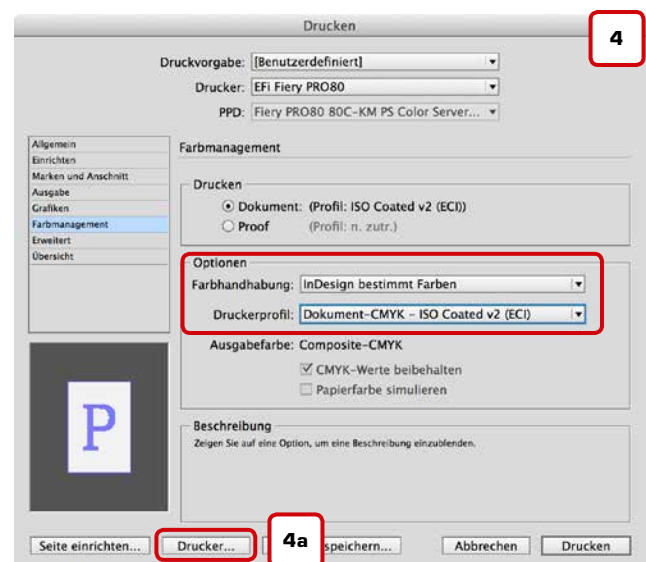 Drucken
4
Druckvorgabe: [Benutzerdefiniert]
Drucker: EFi Fiery PRO80
PPD: Fiery PRO80 80C-KM PS Color Server...
Allgemein
Einrichten
Marken und Anschnitt
Ausgabe
Grafiken
Farbmanagement
Erweitert
Übersicht
Farbmanagement
Drucken
Dokument: (Profil: ISO Coated v2 (ECI))
Proof (Profil: n. zutr.)
Optionen
Farbhandhabung: InDesign bestimmt Farben
Druckerprofil: Dokument-CMYK - ISO Coated v2 (ECI)
Ausgabefarbe: Composite-CMYK
CMYK-Werte beibehalten
Papierfarbe simulieren
P
Beschreibung
Zeigen Sie auf eine Option, um eine Beschreibung einzublenden.
Seite einrichten... Drucker... 4a speichern... Abbrechen Drucken